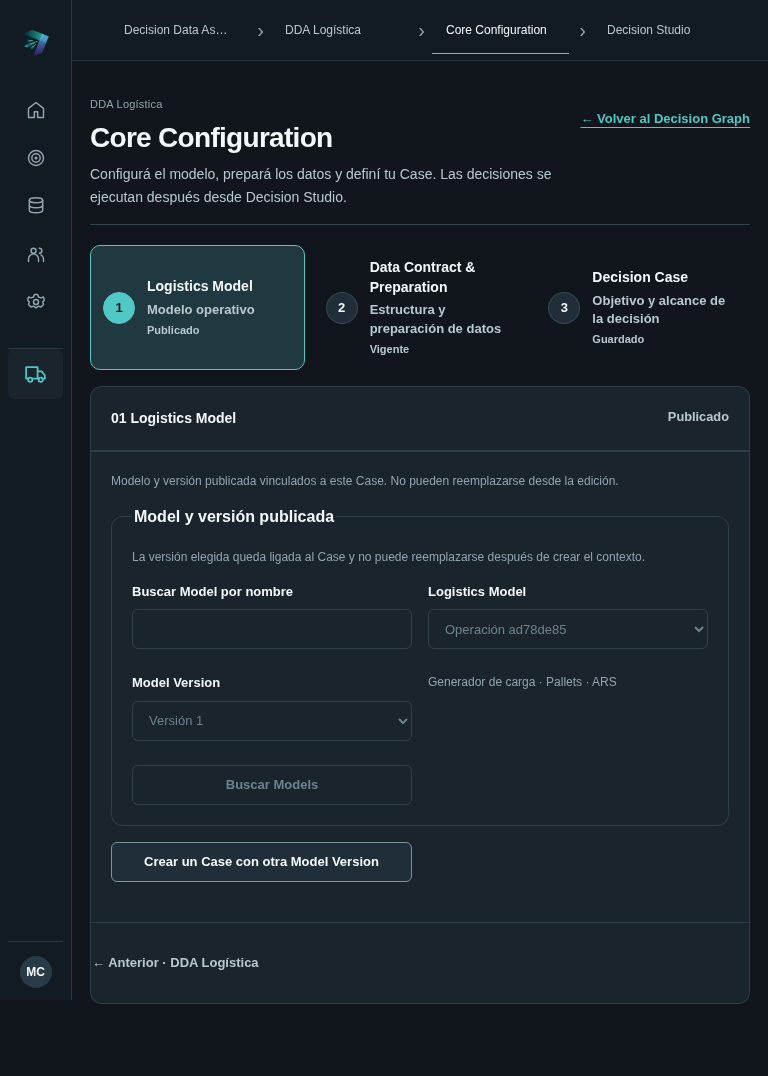 Decision Data As…
DDA Logística
Core Configuration
Decision Studio
DDA Logística
← Volver al Decision Graph
Core Configuration
Configurá el modelo, prepará los datos y definí tu Case. Las decisiones se
ejecutan después desde Decision Studio.
1
Logistics Model
Modelo operativo
Publicado
2
Data Contract &
Preparation
Estructura y
preparación de datos
Vigente
3
Decision Case
Objetivo y alcance de
la decisión
Guardado
01 Logistics Model
Publicado
Modelo y versión publicada vinculados a este Case. No pueden reemplazarse desde la edición.
Model y versión publicada
La versión elegida queda ligada al Case y no puede reemplazarse después de crear el contexto.
Buscar Model por nombre
Logistics Model
Operación ad78de85
Model Version
Generador de carga · Pallets · ARS
Versión 1
Buscar Models
Crear un Case con otra Model Version
← Anterior · DDA Logística
MC